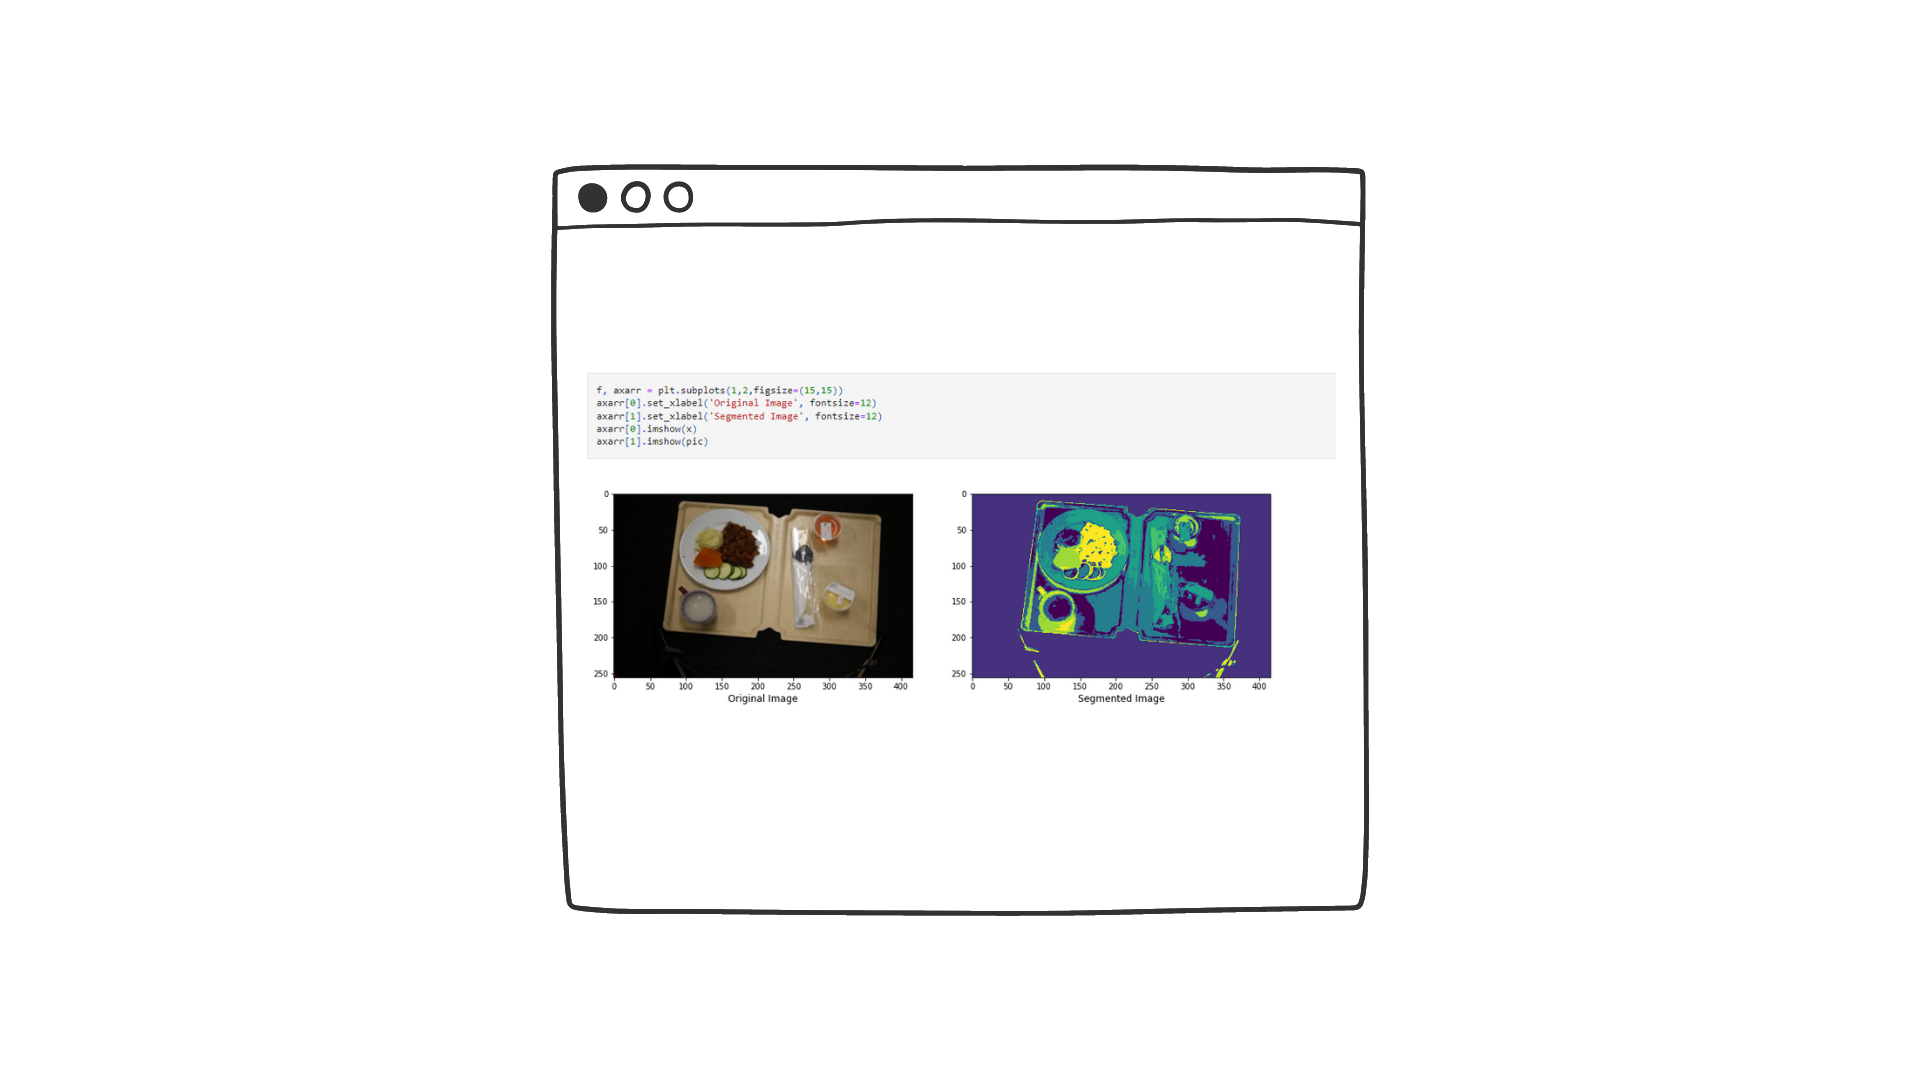 f, axarr = plt.subplots(1,2,figsize=(15,15))
axarr[0].set_xlabel('Original Image', fontsize=12)
axarr[1].set_xlabel('Segmented Image', fontsize=12)
axarr[0].imshow(x)
axarr[1].imshow(pic)
0
50
100
150
200
250
0 50 100 150 200 250 300 350 400
Original Image
0
50
100
150
200
250
0 50 100 150 200 250 300 350 400
Segmented Image